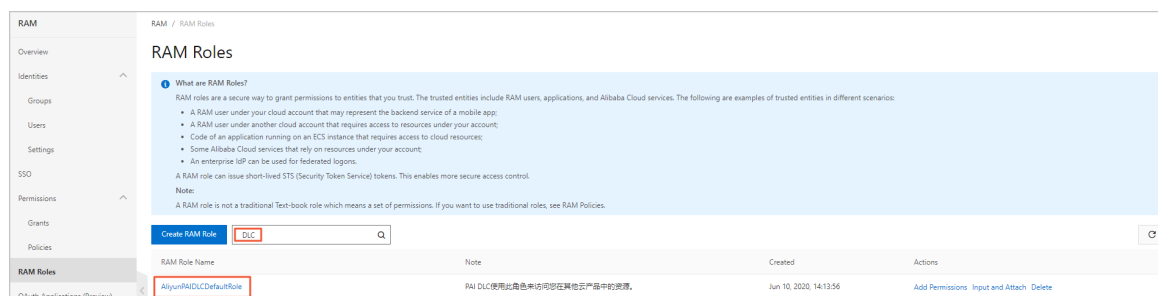 RAM
RAM / RAM Roles
Overview
RAM Roles
Identities
Groups
Users
Settings
SSO
Permissions
Grants
Policies
RAM Roles
OAuth Applications (Preview)
What are RAM Roles?
RAM roles are a secure way to grant permissions to entities that you trust. The trusted entities include RAM users, applications, and Alibaba Cloud services. The following are examples of trusted entities in different scenarios:
• A RAM user under your cloud account that may represent the backend service of a mobile app;
• A RAM user under another cloud account that requires access to resources under your account;
• Code of an application running on an ECS instance that requires access to cloud resources;
• Some Alibaba Cloud services that rely on resources under your account;
• An enterprise IdP can be used for federated logons.
A RAM role can issue short-lived STS (Security Token Service) tokens. This enables more secure access control.
Note:
A RAM role is not a traditional Text-book role which means a set of permissions. If you want to use traditional roles, see RAM Policies.
Create RAM Role DLC
RAM Role Name Note Created Actions
AliyunPAIDLCDefaultRole PAI DLC使用此角色来访问您在其他云产品中的资源。 Jun 10, 2020, 14:13:56 Add Permissions Input and Attach Delete